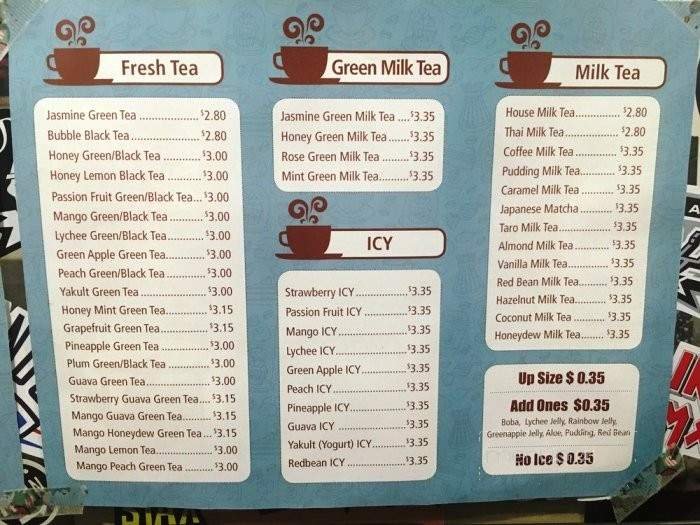 Fresh Tea
Jasmine Green Tea .................. $2.80
Bubble Black Tea .................... $2.80
Honey Green/Black Tea ............ $3.00
Honey Lemon Black Tea ........... $3.00
Passion Fruit Green/Black Tea... $3.00
Mango Green/Black Tea ........... $3.00
Lychee Green/Black Tea ........... $3.00
Green Apple Green Tea............. $3.00
Peach Green/Black Tea ............ $3.00
Yakult Green Tea .................... $3.00
Honey Mint Green Tea.............. $3.15
Grapefruit Green Tea............... $3.15
Pineapple Green Tea ............... $3.00
Plum Green/Black Tea ............. $3.00
Guava Green Tea..................... $3.00
Strawberry Guava Green Tea.... $3.15
Mango Guava Green Tea.......... $3.15
Mango Honeydew Green Tea ... $3.15
Mango Lemon Tea.................. $3.00
Mango Peach Green Tea ......... $3.00
Green Milk Tea
Jasmine Green Milk Tea .... $3.35
Honey Green Milk Tea ...... $3.35
Rose Green Milk Tea ........ $3.35
Mint Green Milk Tea......... $3.35
ICY
Strawberry ICY ................ $3.35
Passion Fruit ICY ............. $3.35
Mango ICY...................... $3.35
Lychee ICY...................... $3.35
Green Apple ICY .............. $3.35
Peach ICY....................... $3.35
Pineapple ICY.................. $3.35
Guava ICY ...................... $3.35
Yakult (Yogurt) ICY........... $3.35
Redbean ICY ................... $3.35
Milk Tea
House Milk Tea............. $2.80
Thai Milk Tea................ $2.80
Coffee Milk Tea............. $3.35
Pudding Milk Tea........... $3.35
Caramel Milk Tea .......... $3.35
Japanese Matcha ........... $3.35
Taro Milk Tea................ $3.35
Almond Milk Tea ........... $3.35
Vanilla Milk Tea............. $3.35
Red Bean Milk Tea......... $3.35
Hazelnut Milk Tea.......... $3.35
Coconut Milk Tea .......... $3.35
Honeydew Milk Tea....... $3.35
Up Size $ 0.35
Add Ones $0.35
Boba, Lychee Jelly, Rainbow Jelly,
Greenapple Jelly, Aloe, Pudding, Red Bean
No Ice $ 0.35